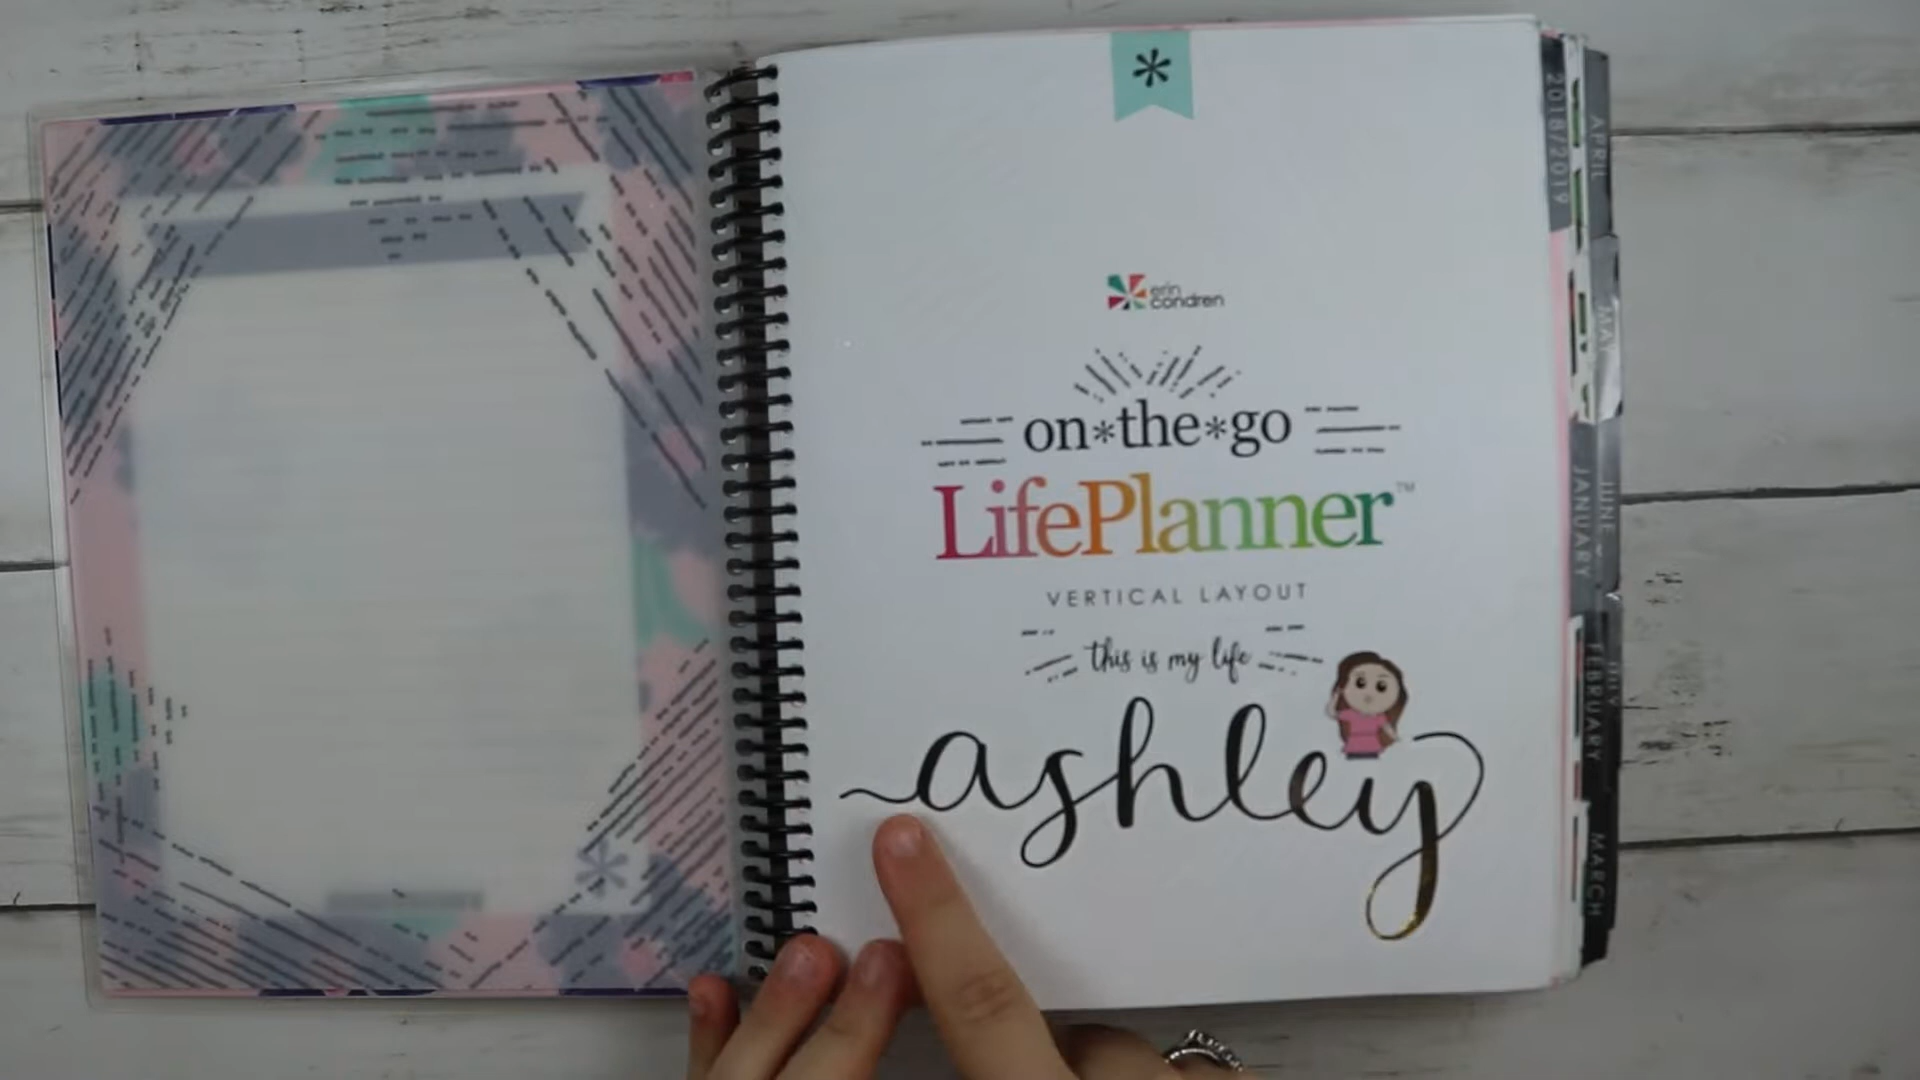 erin
condren
on*the*go
LifePlanner™
VERTICAL LAYOUT
this is my life
ashley
2018/2019
JANUARY
FEBRUARY
MARCH
APRIL
MAY
JUNE
JULY